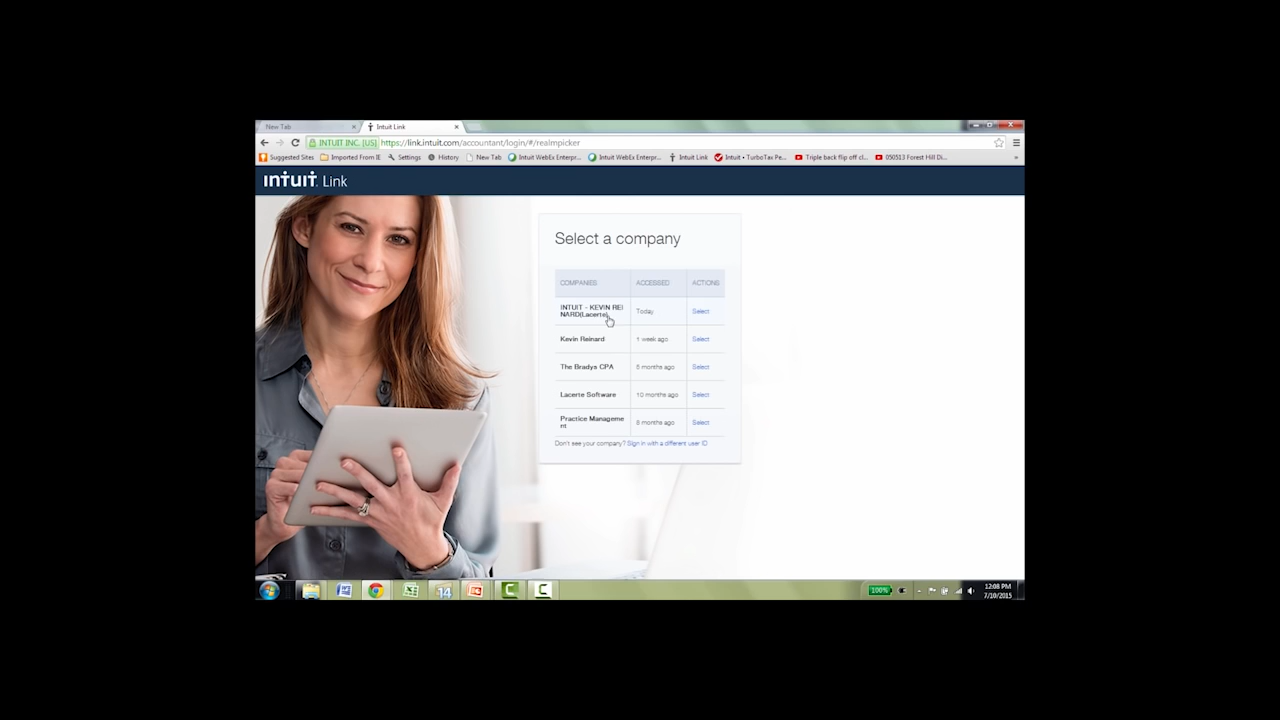 New Tab
Intuit Link
INTUIT INC. [US] https://link.intuit.com/accountant/login/#/realmpicker
Suggested Sites Imported From IE Settings History New Tab Intuit WebEx Enterpr... Intuit WebEx Enterpr... Intuit Link Intuit • TurboTax Pe... Triple back flip off cl... 050513 Forest Hill Di... »
intuit. Link
Select a company
COMPANIES ACCESSED ACTIONS
INTUIT - KEVIN REI
NARD(Lacerte) Today Select
Kevin Reinard 1 week ago Select
The Bradys CPA 5 months ago Select
Lacerte Software 10 months ago Select
Practice Manageme
nt 8 months ago Select
Don't see your company? Sign in with a different user ID
14
100%
12:08 PM
7/10/2015